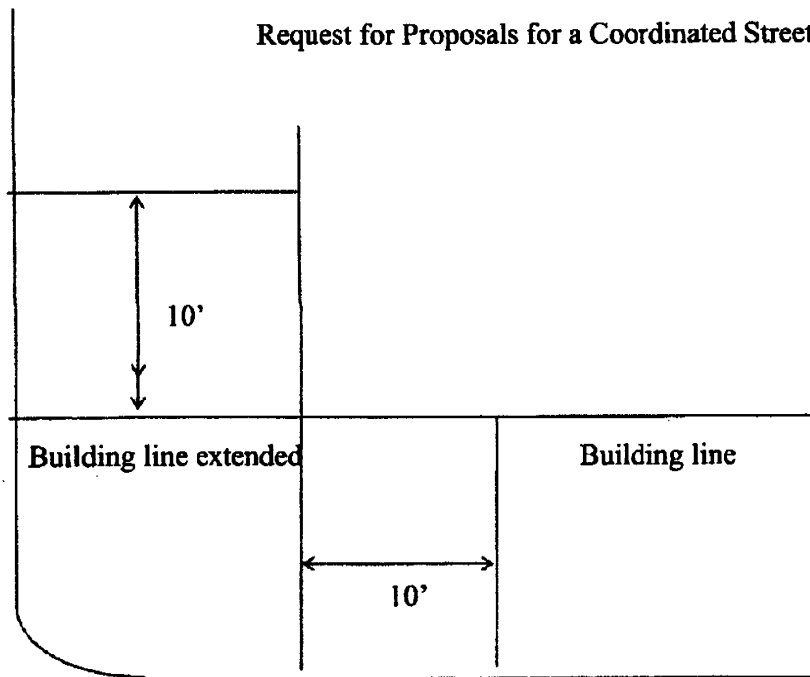 Request for Proposals for a Coordinated Street
10’
Building line extended
Building line
10’